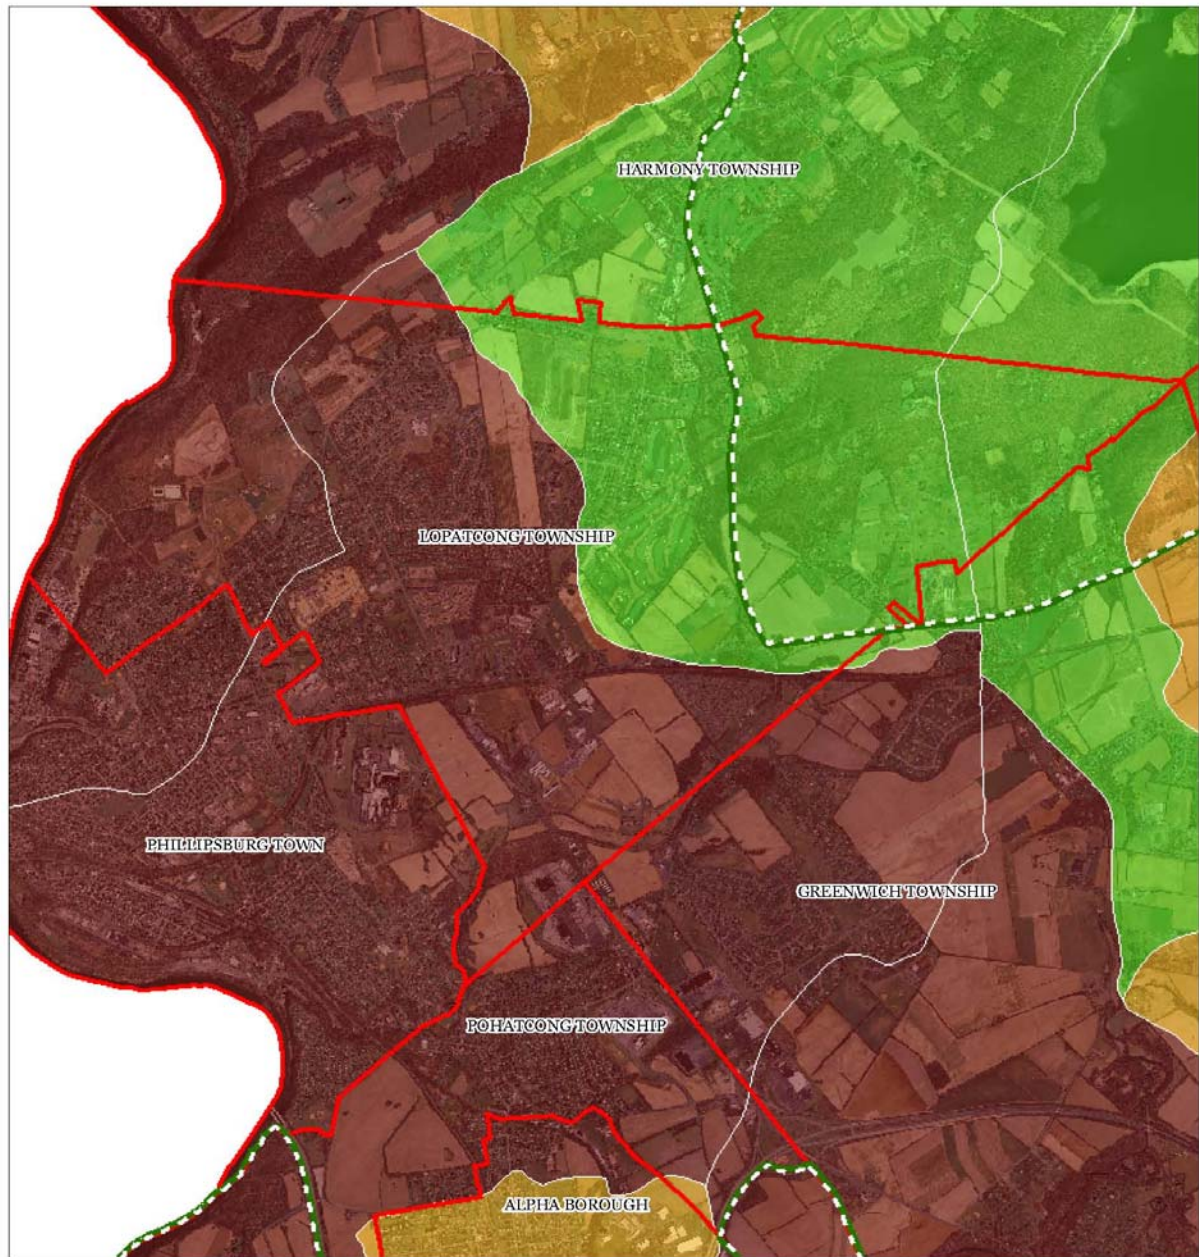 HARMONY TOWNSHIP
LOPATCONG TOWNSHIP
PHILLIPSBURG TOWN
GREENWICH TOWNSHIP
POHATCONG TOWNSHIP
ALPHA BOROUGH